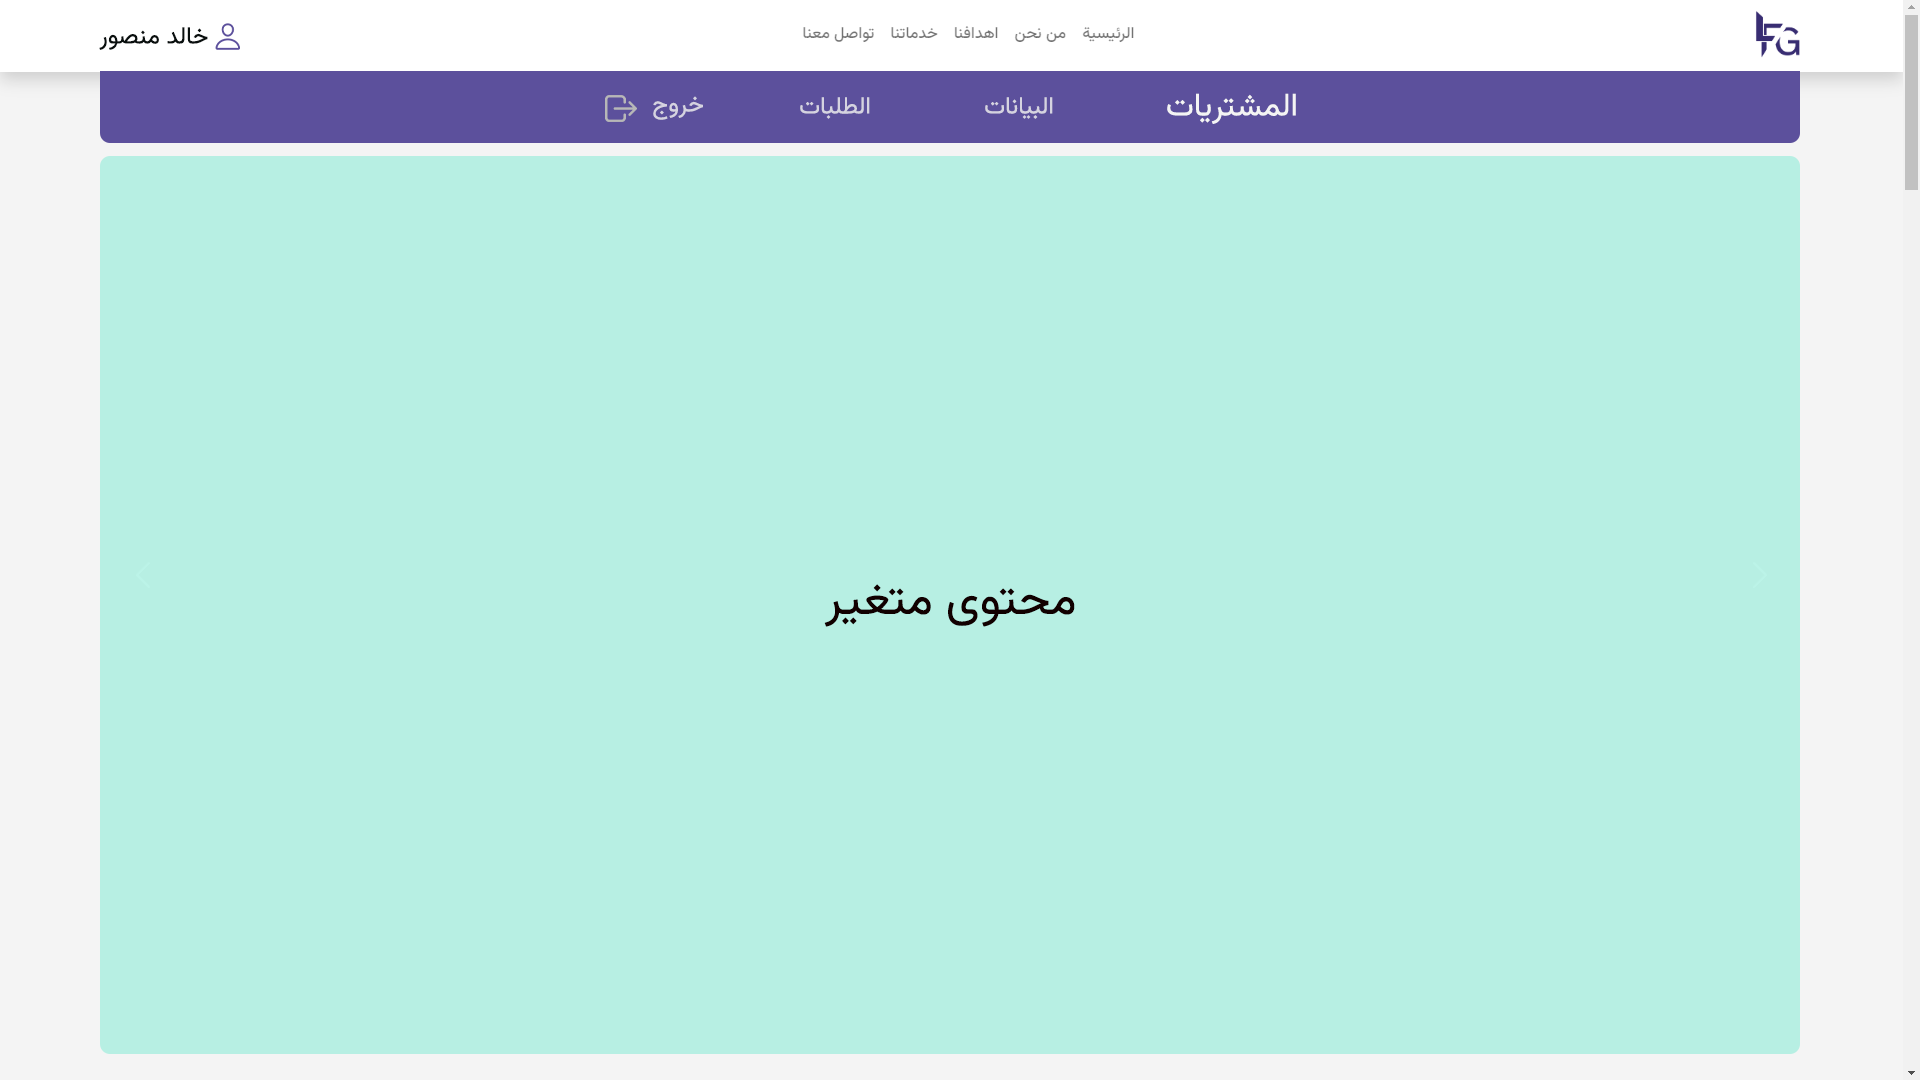 LFG
الرئيسية
من نحن
اهدافنا
خدماتنا
تواصل معنا
خالد منصور
المشتريات
البيانات
الطلبات
خروج
محتوى متغير